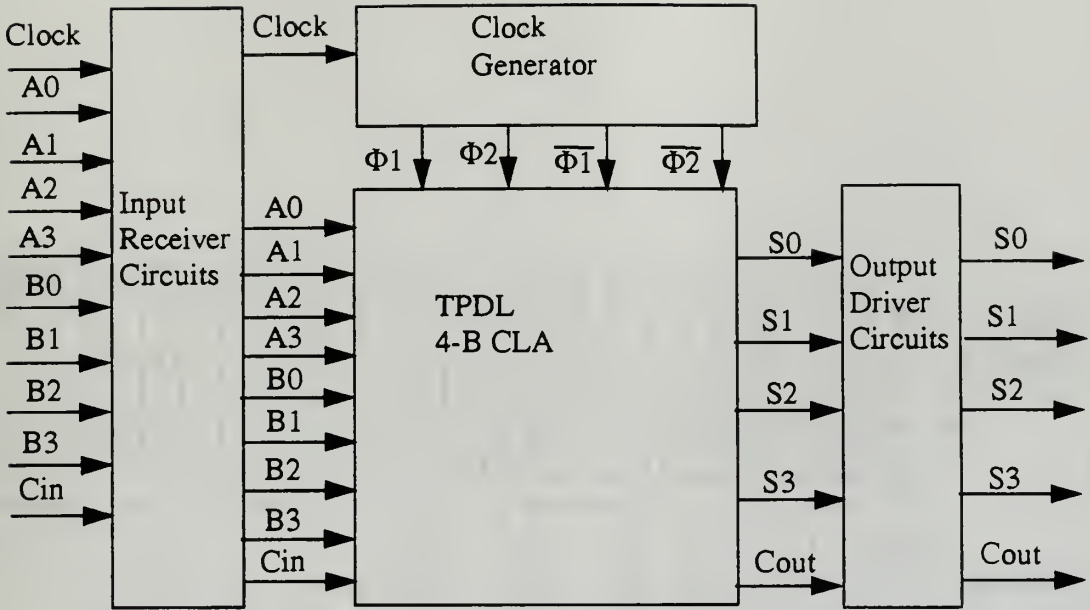 Clock
A0
A1
A2
A3
B0
B1
B2
B3
Cin
Input
Receiver
Circuits
Clock
Clock
Generator
Φ1 Φ2 Φ1̅ Φ2̅
A0
A1
A2
A3
B0
B1
B2
B3
Cin
TPDL
4-B CLA
S0
S1
S2
S3
Cout
Output
Driver
Circuits
S0
S1
S2
S3
Cout